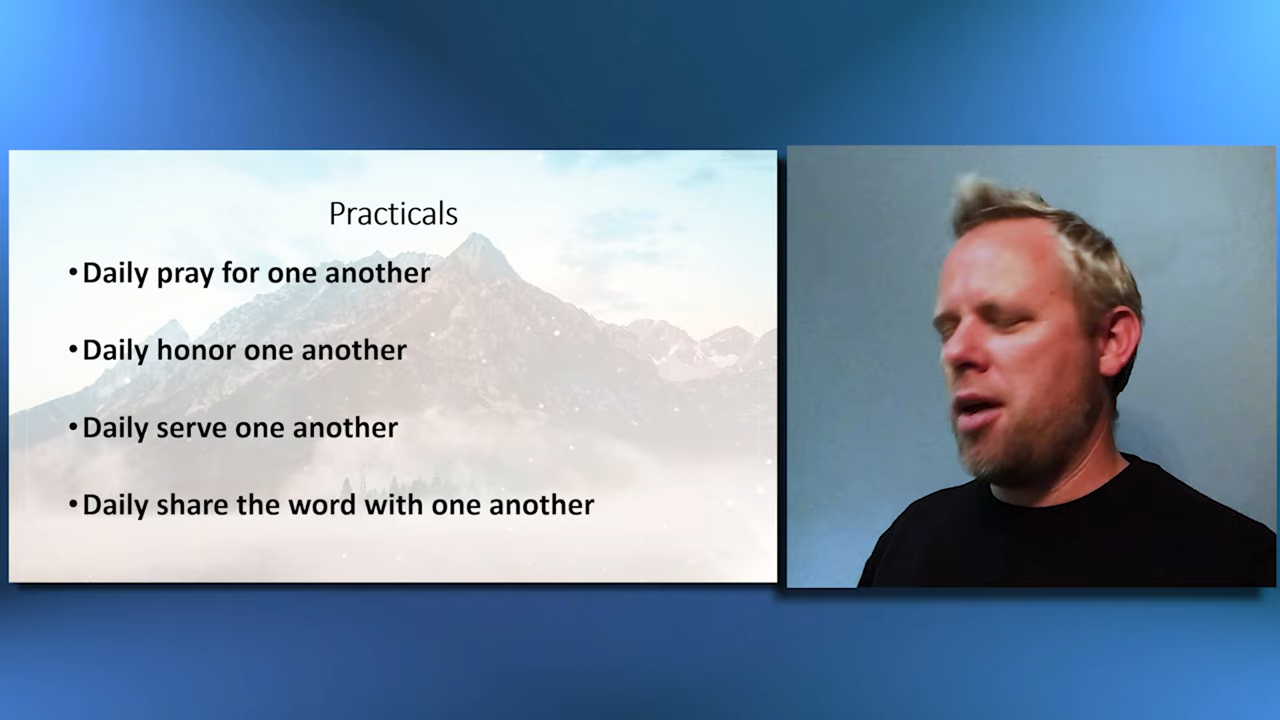 Practicals
•Daily pray for one another
•Daily honor one another
•Daily serve one another
•Daily share the word with one another